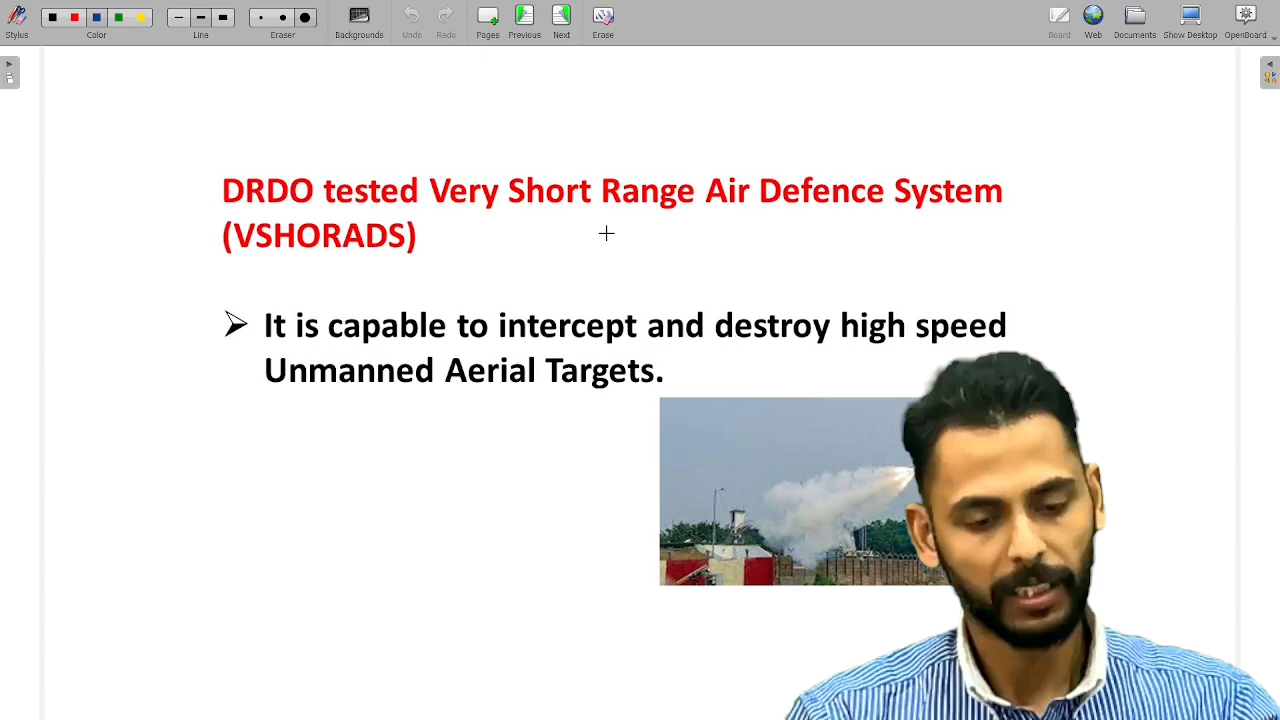 Stylus
Color
Line
Eraser
Backgrounds
Undo
Redo
Pages
Previous
Next
Erase
Board
Web
Documents
Show Desktop
OpenBoard
DRDO tested Very Short Range Air Defence System
(VSHORADS)
It is capable to intercept and destroy high speed
Unmanned Aerial Targets.